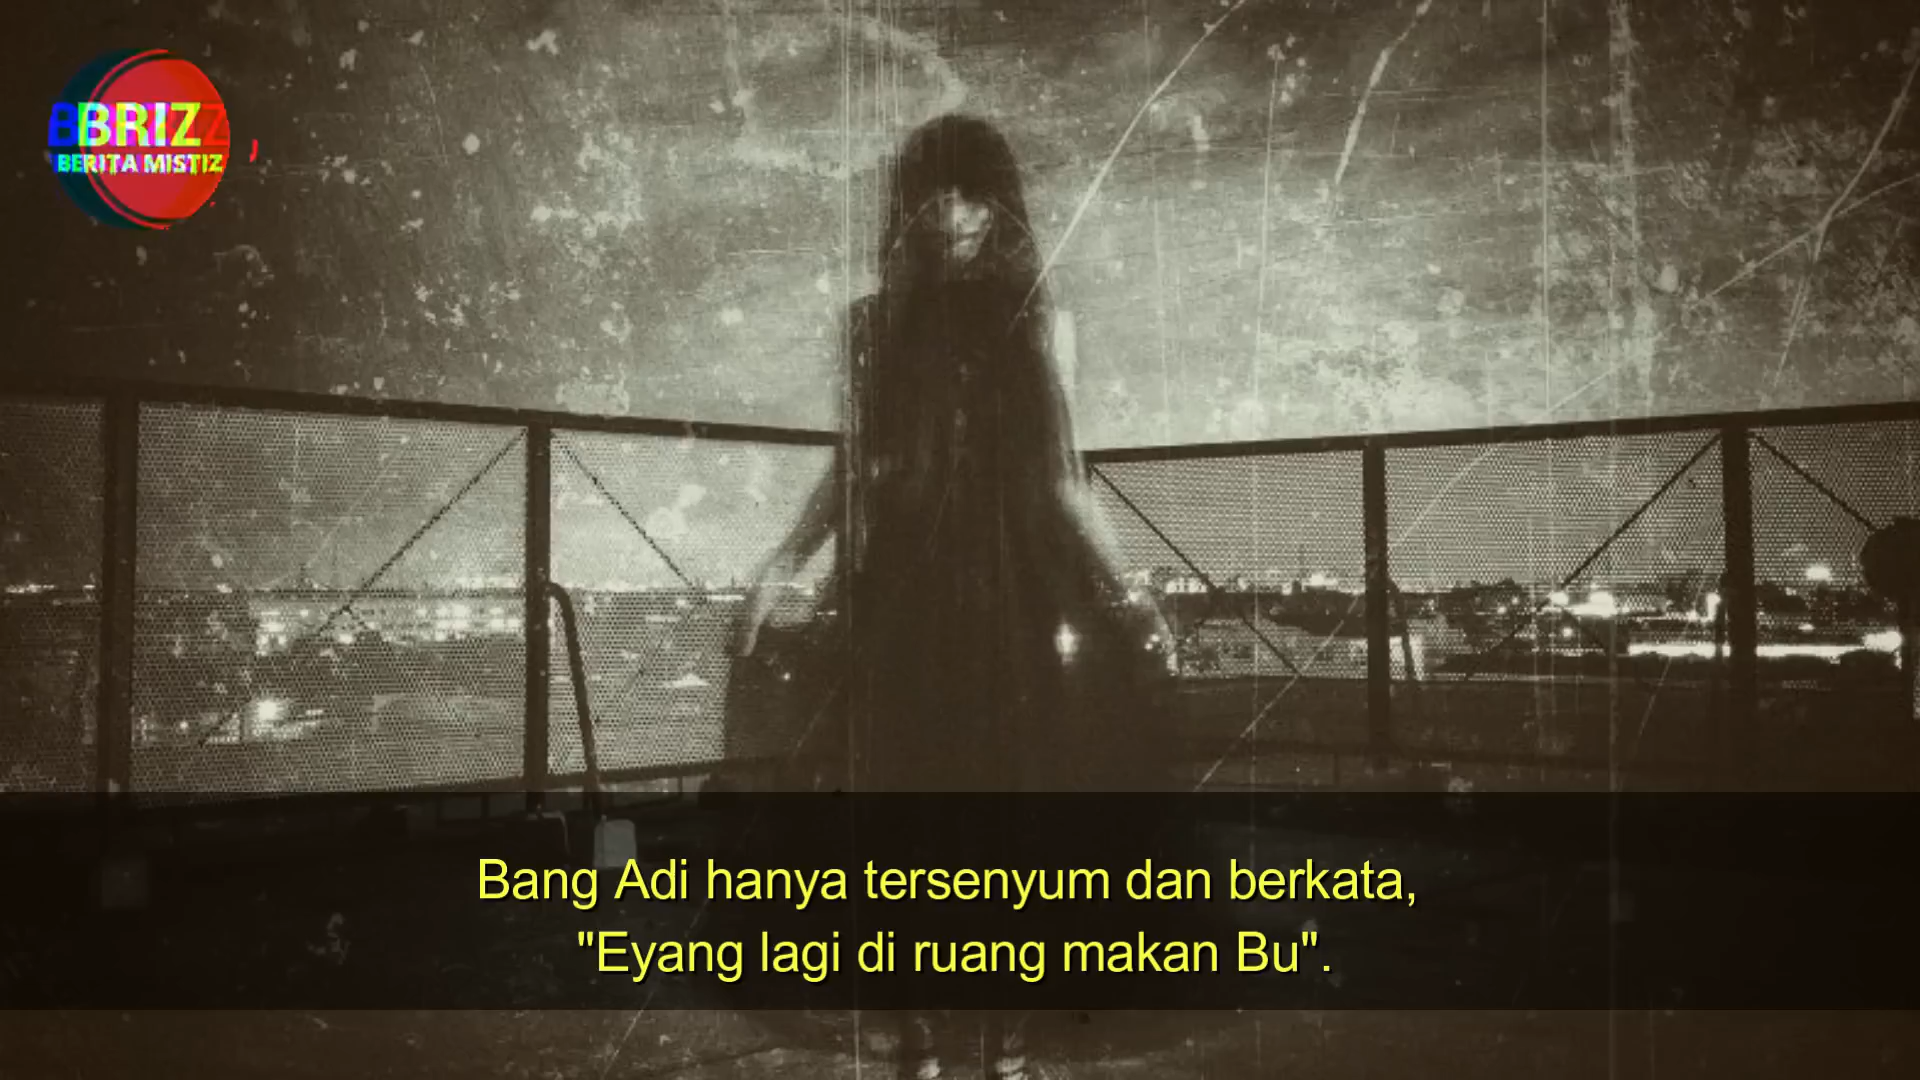 BRIZ
BERITA MISTIZ
Bang Adi hanya tersenyum dan berkata,
"Eyang lagi di ruang makan Bu".